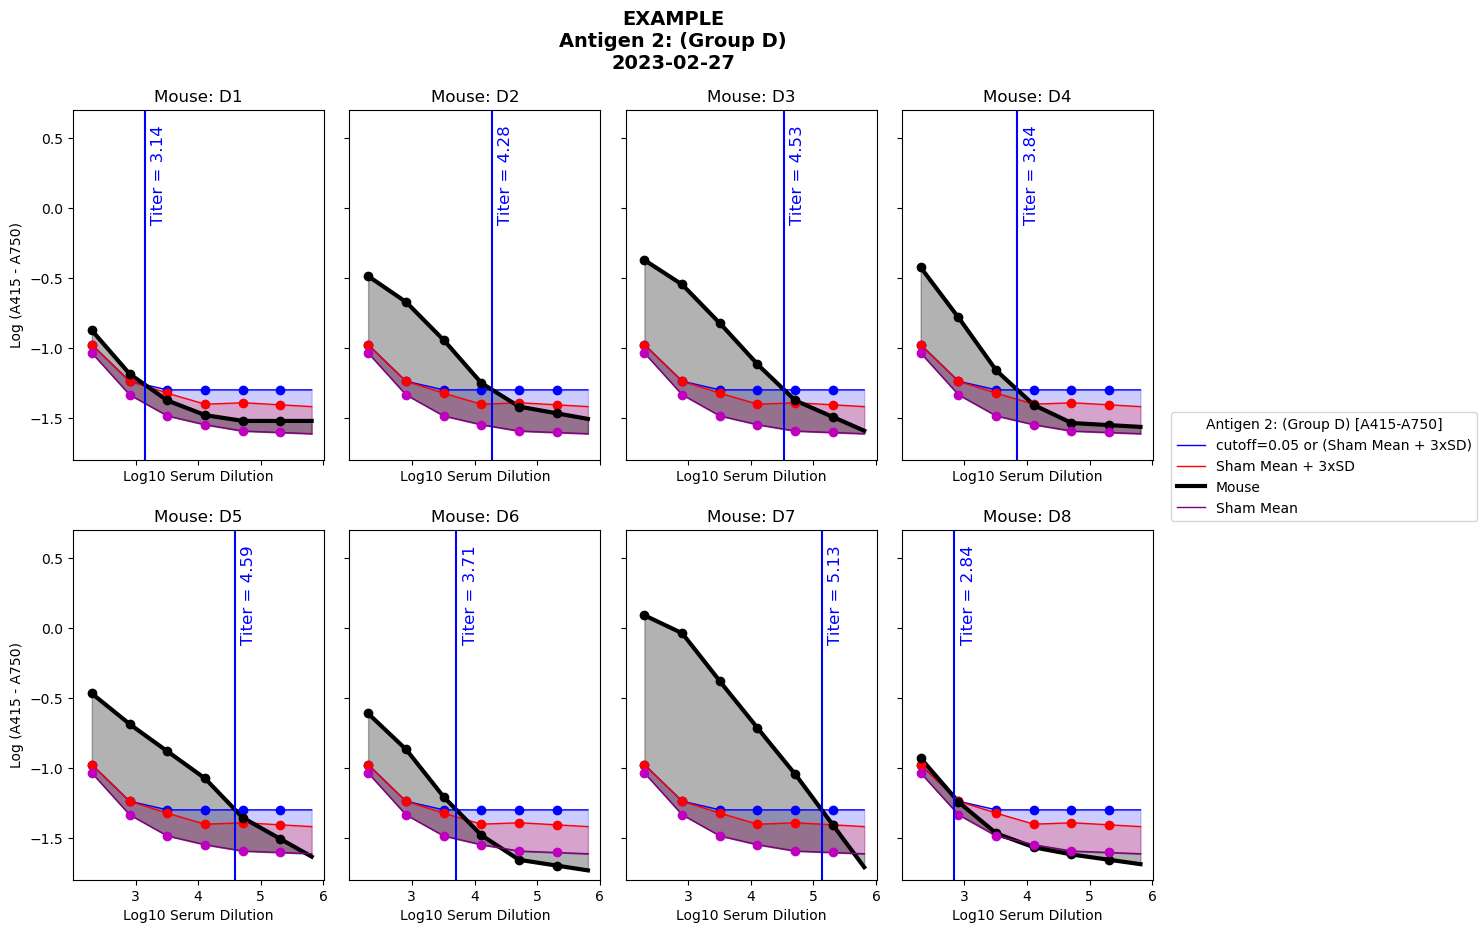 EXAMPLE
Antigen 2: (Group D)
2023-02-27
Mouse: D1
Mouse: D2
Mouse: D3
Mouse: D4
Log (A415 - A750)
0.5
0.0
−0.5
−1.0
−1.5
Titer = 3.14
Titer = 4.28
Titer = 4.53
Titer = 3.84
Log10 Serum Dilution
Log10 Serum Dilution
Log10 Serum Dilution
Log10 Serum Dilution
Antigen 2: (Group D) [A415-A750]
cutoff=0.05 or (Sham Mean + 3xSD)
Sham Mean + 3xSD
Mouse
Sham Mean
Mouse: D5
Mouse: D6
Mouse: D7
Mouse: D8
Log (A415 - A750)
0.5
0.0
−0.5
−1.0
−1.5
Titer = 4.59
Titer = 3.71
Titer = 5.13
Titer = 2.84
3 4 5 6
3 4 5 6
3 4 5 6
3 4 5 6
Log10 Serum Dilution
Log10 Serum Dilution
Log10 Serum Dilution
Log10 Serum Dilution